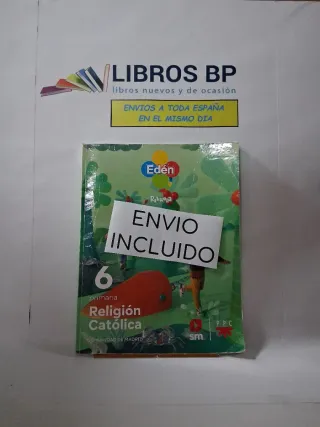 LIBROS BP
libros nuevos y de ocasión
ENVIOS A TODA ESPAÑA
EN EL MISMO DIA
Edén
ENVIO
INCLUIDO
6
primaria
Religión
Católica
sm